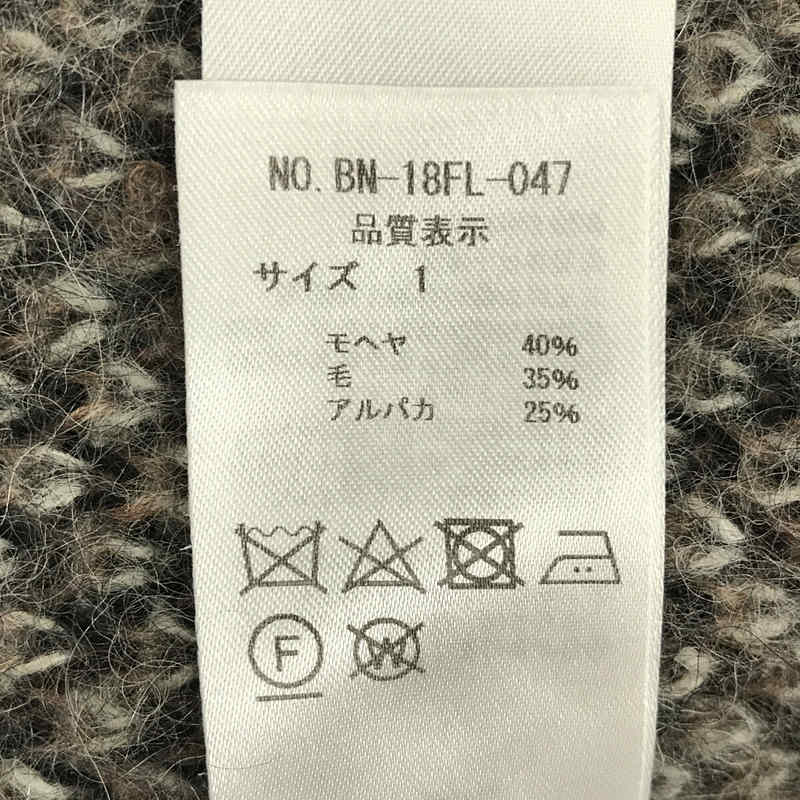 NO. BN-18FL-047
品質表示
サイズ 1
モヘヤ 40%
毛 35%
アルパカ 25%
F W